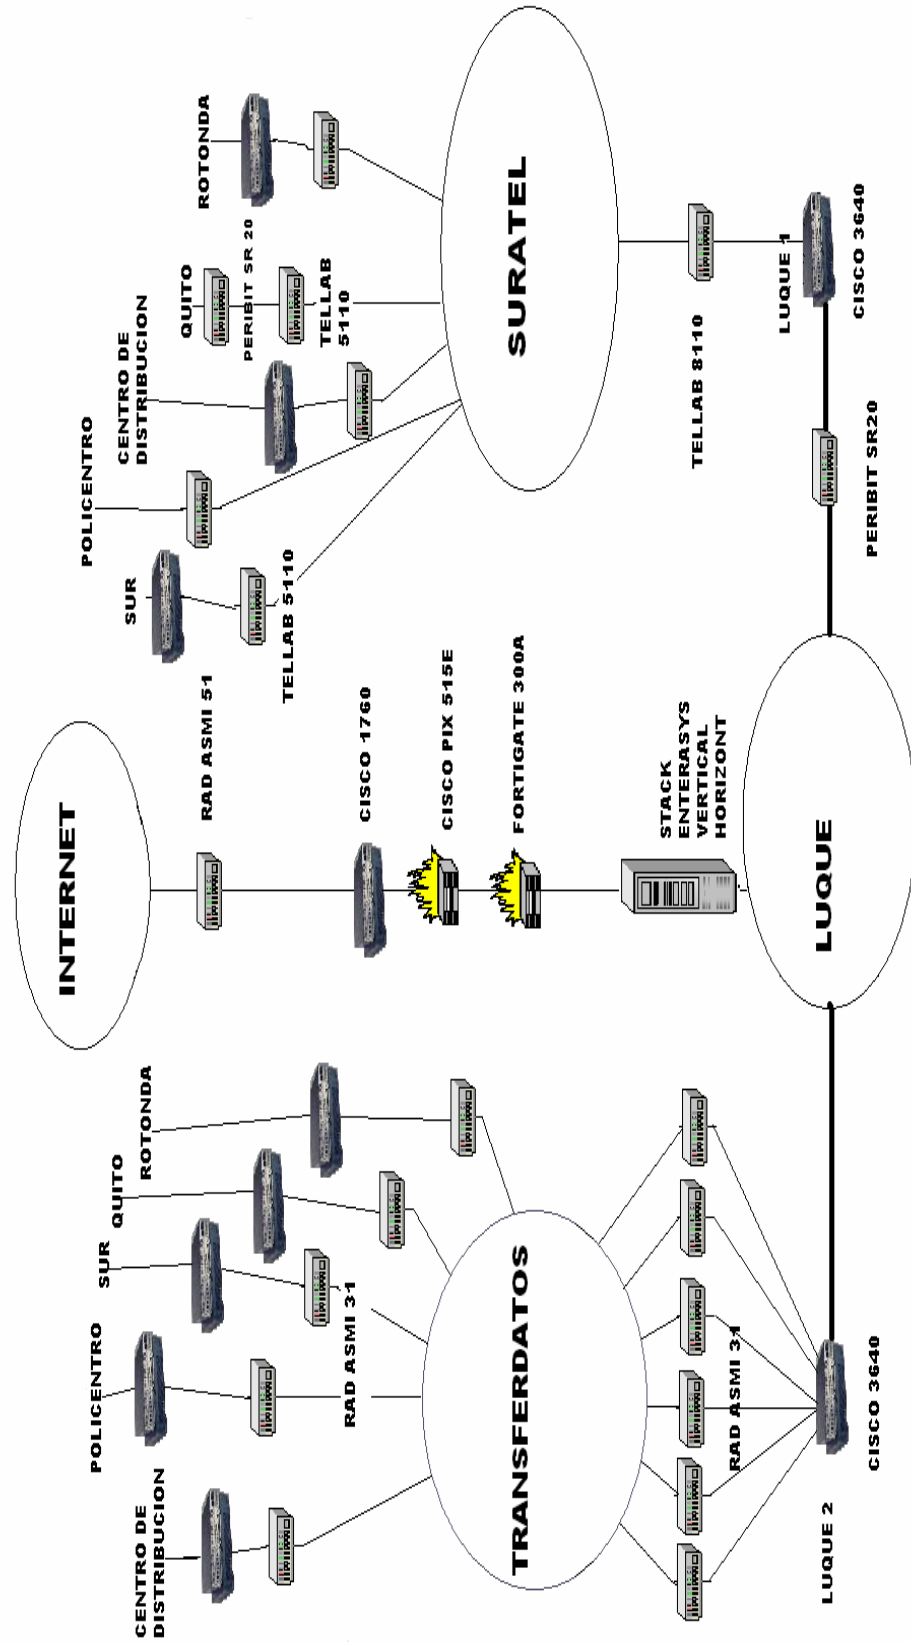 CENTRO DE
DISTRIBUCION
POLICENTRO
SUR
QUITO
ROTONDA
RAD ASMI 31
TRANSFERDATOS
RAD ASMI 31
LUQUE 2
CISCO 3640
INTERNET
RAD ASMI 51
CISCO 1760
CISCO PIX 515E
FORTIGATE 300A
STACK
ENTERASYS
VERTICAL
HORIZONT
LUQUE
SUR
POLICENTRO
CENTRO DE
DISTRIBUCION
QUITO
ROTONDA
PERIBIT SR 20
TELLAB
5110
TELLAB 5110
SURATEL
TELLAB 8110
LUQUE 1
CISCO 3640
PERIBIT SR20